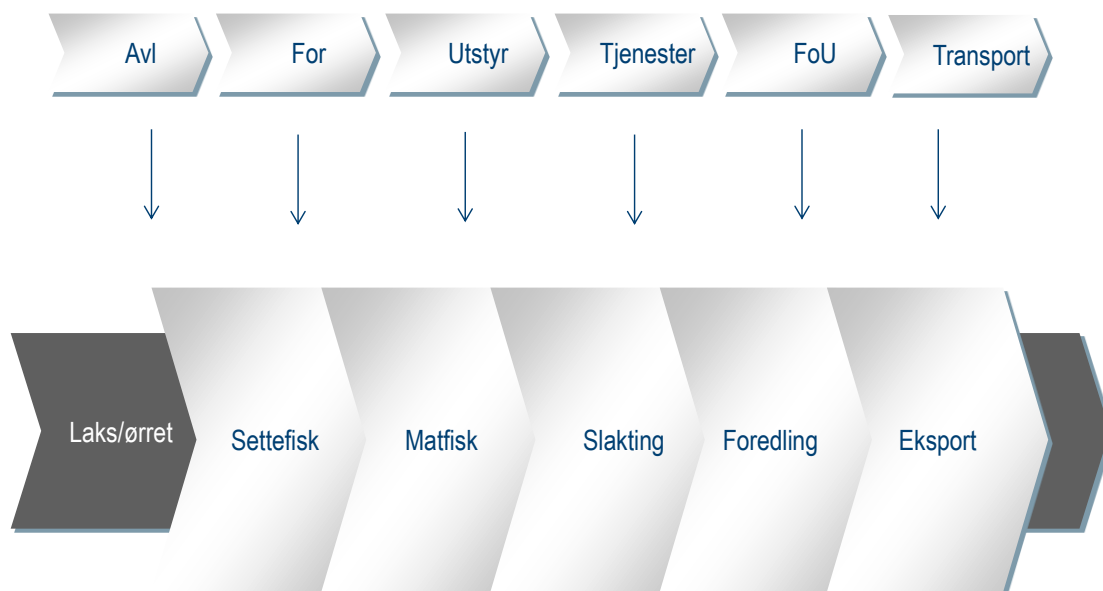 Avl
For
Utstyr
Tjenester
FoU
Transport
Laks/ørret
Settefisk
Matfisk
Slakting
Foredling
Eksport